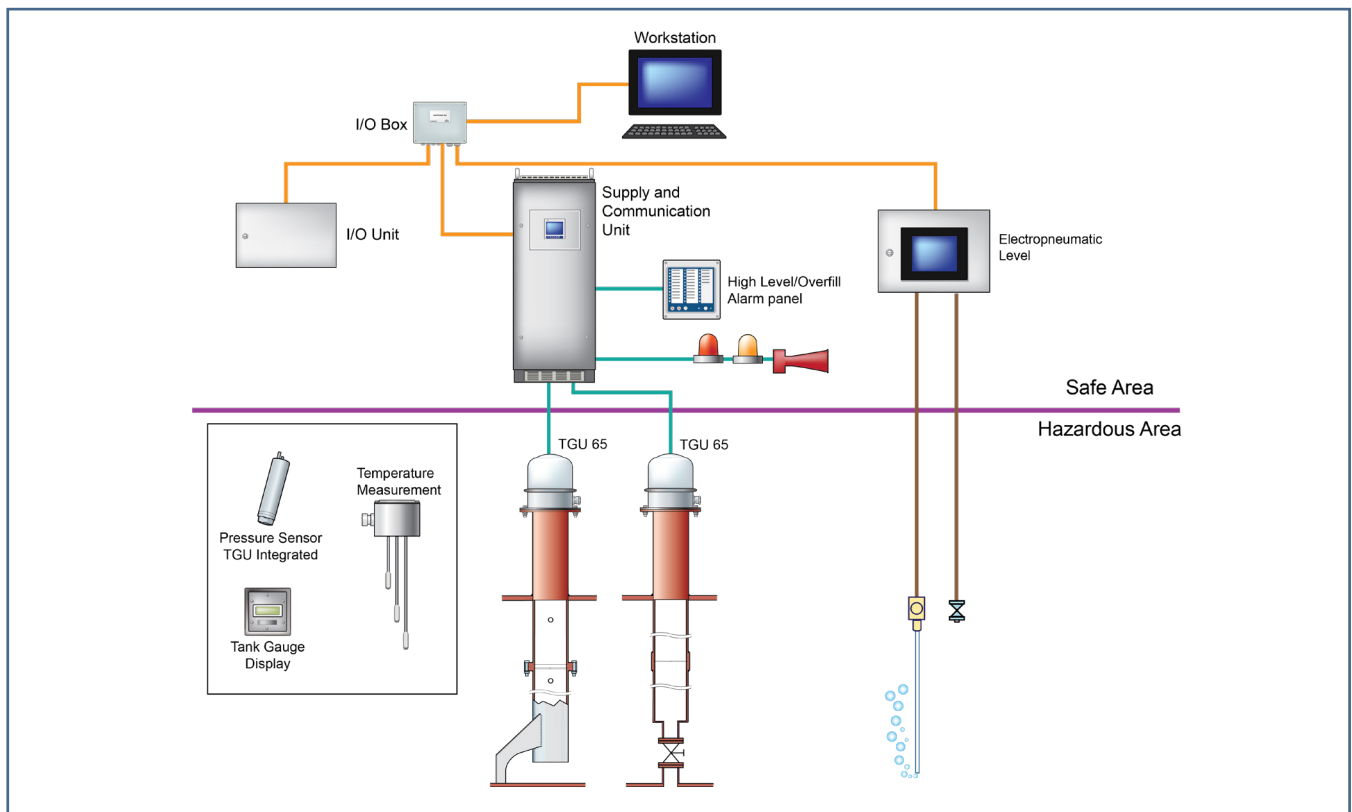 Workstation
I/O Box
Supply and
Communication
Unit
I/O Unit
Electropneumatic
Level
High Level/Overfill
Alarm panel
Safe Area
Hazardous Area
TGU 65
TGU 65
Temperature
Measurement
Pressure Sensor
TGU Integrated
Tank Gauge
Display